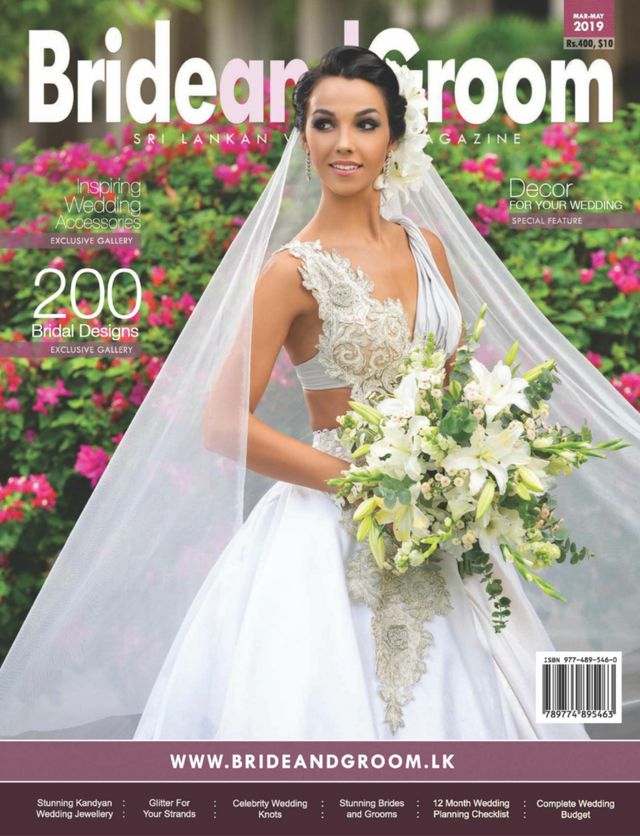 MAR-MAY
2019
Rs.400, $10
Brideand Groom
SRI LANKAN MAGAZINE
Inspiring
Wedding
Accessories
EXCLUSIVE GALLERY
200
Bridal Designs
EXCLUSIVE GALLERY
Decor
FOR YOUR WEDDING
SPECIAL FEATURE
ISBN 977-489-546-0
789774 895463
WWW.BRIDEANDGROOM.LK
Stunning Kandyan : Glitter For : Celebrity Wedding : Stunning Brides : 12 Month Wedding : Complete Wedding
Wedding Jewellery : Your Strands : Knots : and Grooms : Planning Checklist : Budget